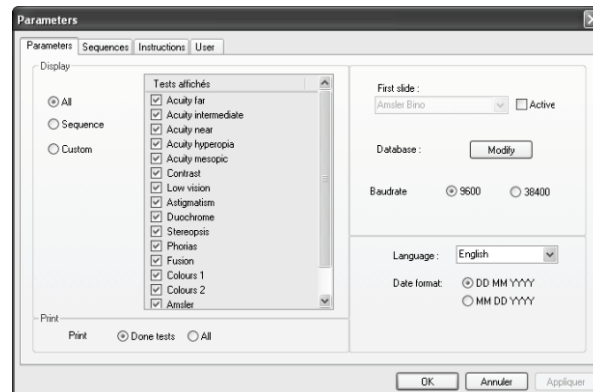 Parameters
Parameters Sequences Instructions User
Display
All
Sequence
Custom
Tests affichés
Acuity far
Acuity intermediate
Acuity near
Acuity hyperopia
Acuity mesopic
Contrast
Low vision
Astigmatism
Duochrome
Stereopsis
Phorias
Fusion
Colours 1
Colours 2
Amsler
Print
Print Done tests All
First slide :
Amsler Bino Active
Database : Modify
Baudrate 9600 38400
Language : English
Date format: DD MM YYYY
MM DD YYYY
OK Annuler Appliquer